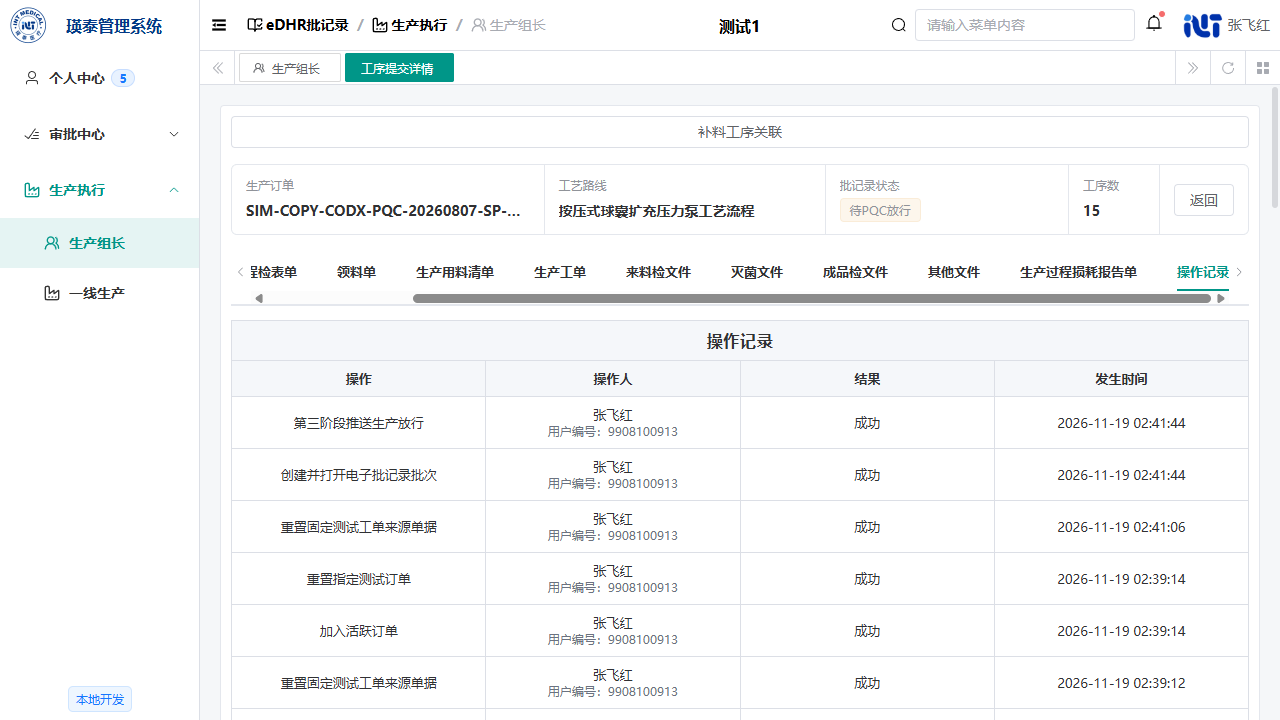 瑛泰管理系统
eDHR批记录 / 生产执行 / 生产组长
测试1
请输入菜单内容
张飞红
个人中心 5
审批中心
生产执行
生产组长
一线生产
本地开发
生产组长
工序提交详情
补料工序关联
生产订单
SIM-COPY-CODX-PQC-20260807-SP-...
工艺路线
按压式球囊扩充压力泵工艺流程
批记录状态
待PQC放行
工序数
15
返回
程检表单 领料单 生产用料清单 生产工单 来料检文件 灭菌文件 成品检文件 其他文件 生产过程损耗报告单 操作记录
操作记录
操作 操作人 结果 发生时间
第三阶段推送生产放行 张飞红 成功 2026-11-19 02:41:44
用户编号：9908100913
创建并打开电子批记录批次 张飞红 成功 2026-11-19 02:41:44
用户编号：9908100913
重置固定测试工单来源单据 张飞红 成功 2026-11-19 02:41:06
用户编号：9908100913
重置指定测试订单 张飞红 成功 2026-11-19 02:39:14
用户编号：9908100913
加入活跃订单 张飞红 成功 2026-11-19 02:39:14
用户编号：9908100913
重置固定测试工单来源单据 张飞红 成功 2026-11-19 02:39:12
用户编号：9908100913